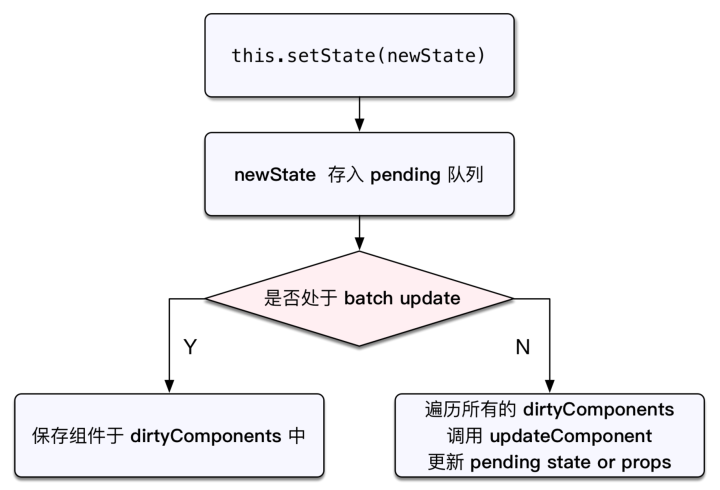 this.setState(newState)
newState 存入 pending 队列
是否处于 batch update
Y
N
保存组件于 dirtyComponents 中
遍历所有的 dirtyComponents
调用 updateComponent
更新 pending state or props